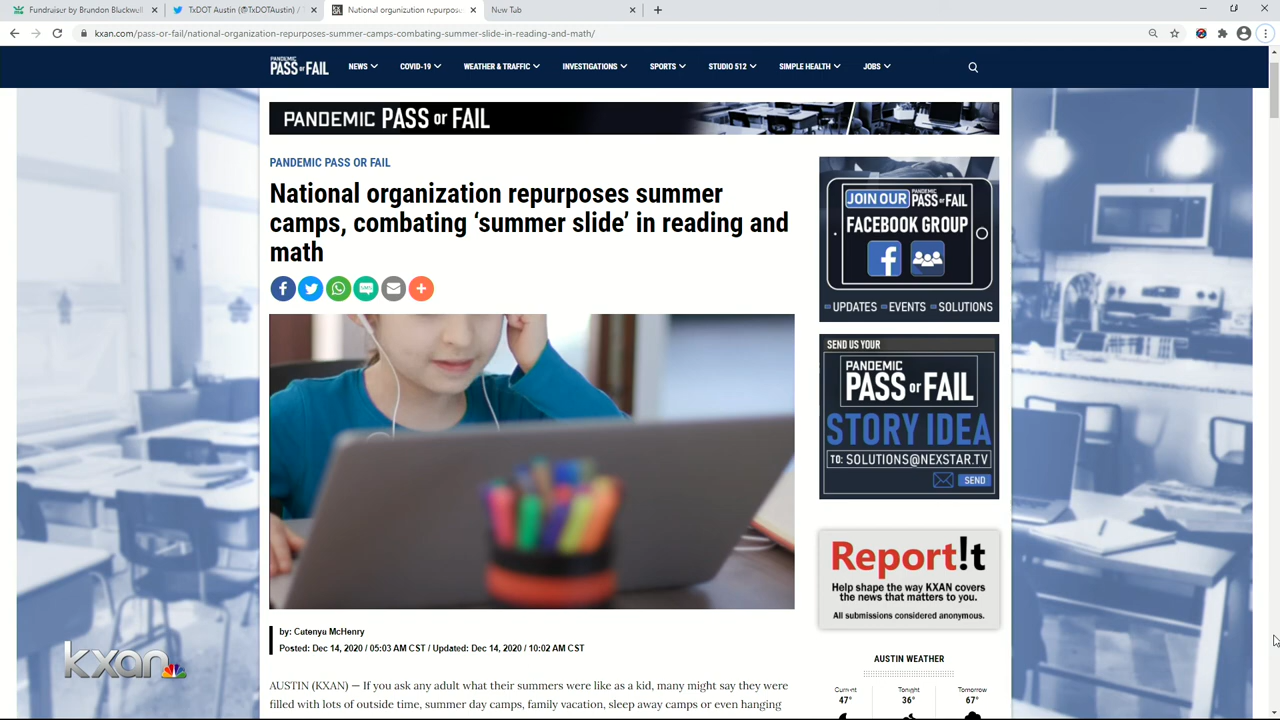 Fundraiser by Brandon Blackwell
TxDOT Austin (@TxDOTAustin) /
National organization repurpose
New Tab
kxan.com/pass-or-fail/national-organization-repurposes-summer-camps-combating-summer-slide-in-reading-and-math/
PANDEMIC
PASS or FAIL
NEWS
COVID-19
WEATHER & TRAFFIC
INVESTIGATIONS
SPORTS
STUDIO 512
SIMPLE HEALTH
JOBS
PANDEMIC PASS or FAIL
PANDEMIC PASS OR FAIL
National organization repurposes summer
camps, combating ‘summer slide’ in reading and
math
SMS
by: Cutenyu McHenry
Posted: Dec 14, 2020 / 05:03 AM CST / Updated: Dec 14, 2020 / 10:02 AM CST
AUSTIN (KXAN) — If you ask any adult what their summers were like as a kid, many might say they were
filled with lots of outside time, summer day camps, family vacation, sleep away camps or even hanging
JOIN OUR PANDEMIC PASS or FAIL
FACEBOOK GROUP
UPDATES EVENTS SOLUTIONS
SEND US YOUR
PANDEMIC
PASS or FAIL
STORY IDEA
TO: SOLUTIONS@NEXSTAR.TV
SEND
Report!t
Help shape the way KXAN covers
the news that matters to you.
All submissions considered anonymous.
AUSTIN WEATHER
Current Tonight Tomorrow
47° 36° 67°
kxan